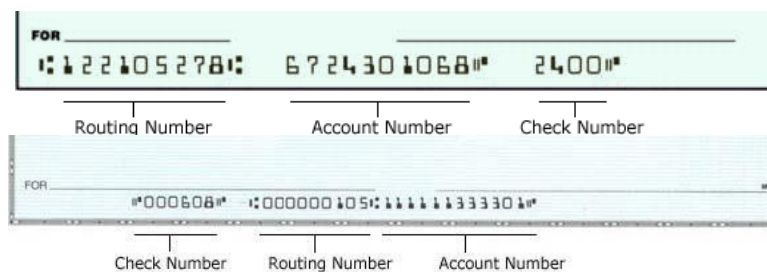 FOR
⑆122105278⑆ 6724301068⑈ 2400⑈
Routing Number Account Number Check Number
FOR
⑈000608⑈ ⑆000000105⑆111111333301⑈
Check Number Routing Number Account Number